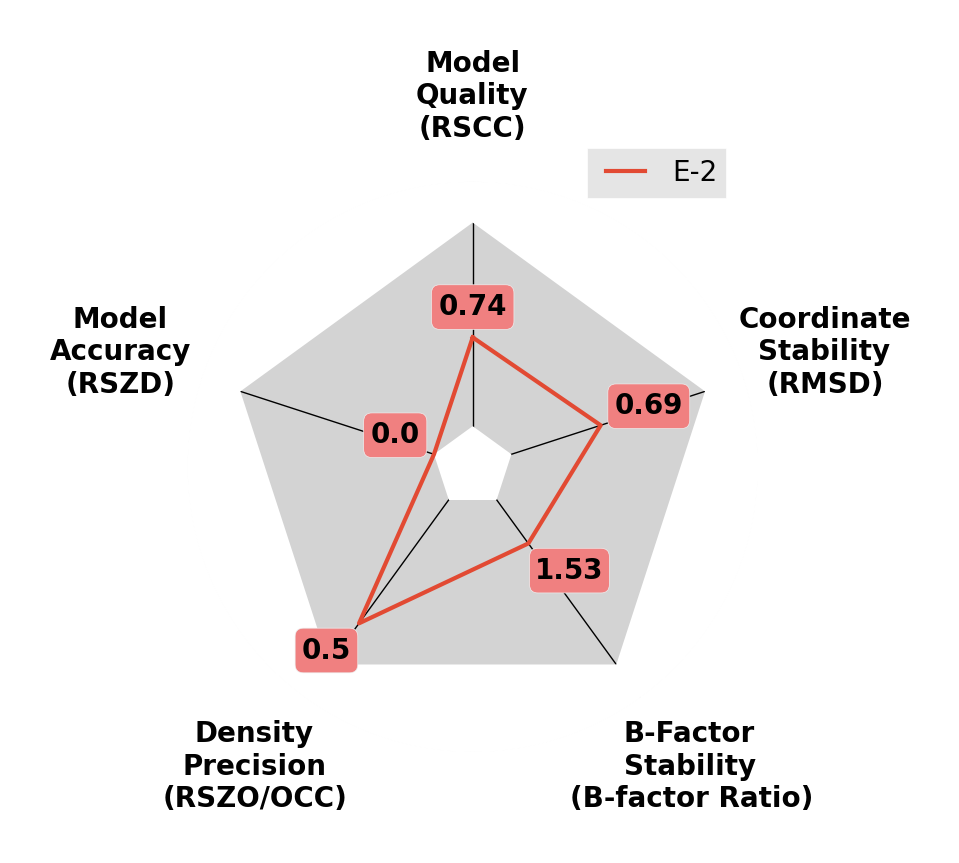 Model
Quality
(RSCC)
E-2
Model
Accuracy
(RSZD)
Coordinate
Stability
(RMSD)
0.74
0.69
0.0
1.53
0.5
Density
Precision
(RSZO/OCC)
B-Factor
Stability
(B-factor Ratio)